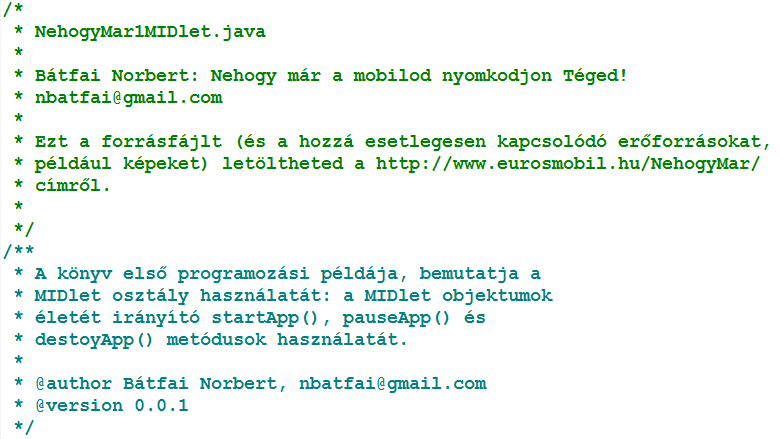 /*
 * NehogyMar1MIDlet.java
 *
 * Bátfai Norbert: Nehogy már a mobilod nyomkodjon Téged!
 * nbatfai@gmail.com
 *
 * Ezt a forrásfájlt (és a hozzá esetlegesen kapcsolódó erőforrásokat,
 * például képeket) letöltheted a http://www.eurosmobil.hu/NehogyMar/
 * címről.
 *
 */
/**
 * A könyv első programozási példája, bemutatja a
 * MIDlet osztály használatát: a MIDlet objektumok
 * életét irányító startApp(), pauseApp() és
 * destoyApp() metódusok használatát.
 *
 * @author Bátfai Norbert, nbatfai@gmail.com
 * @version 0.0.1
 */